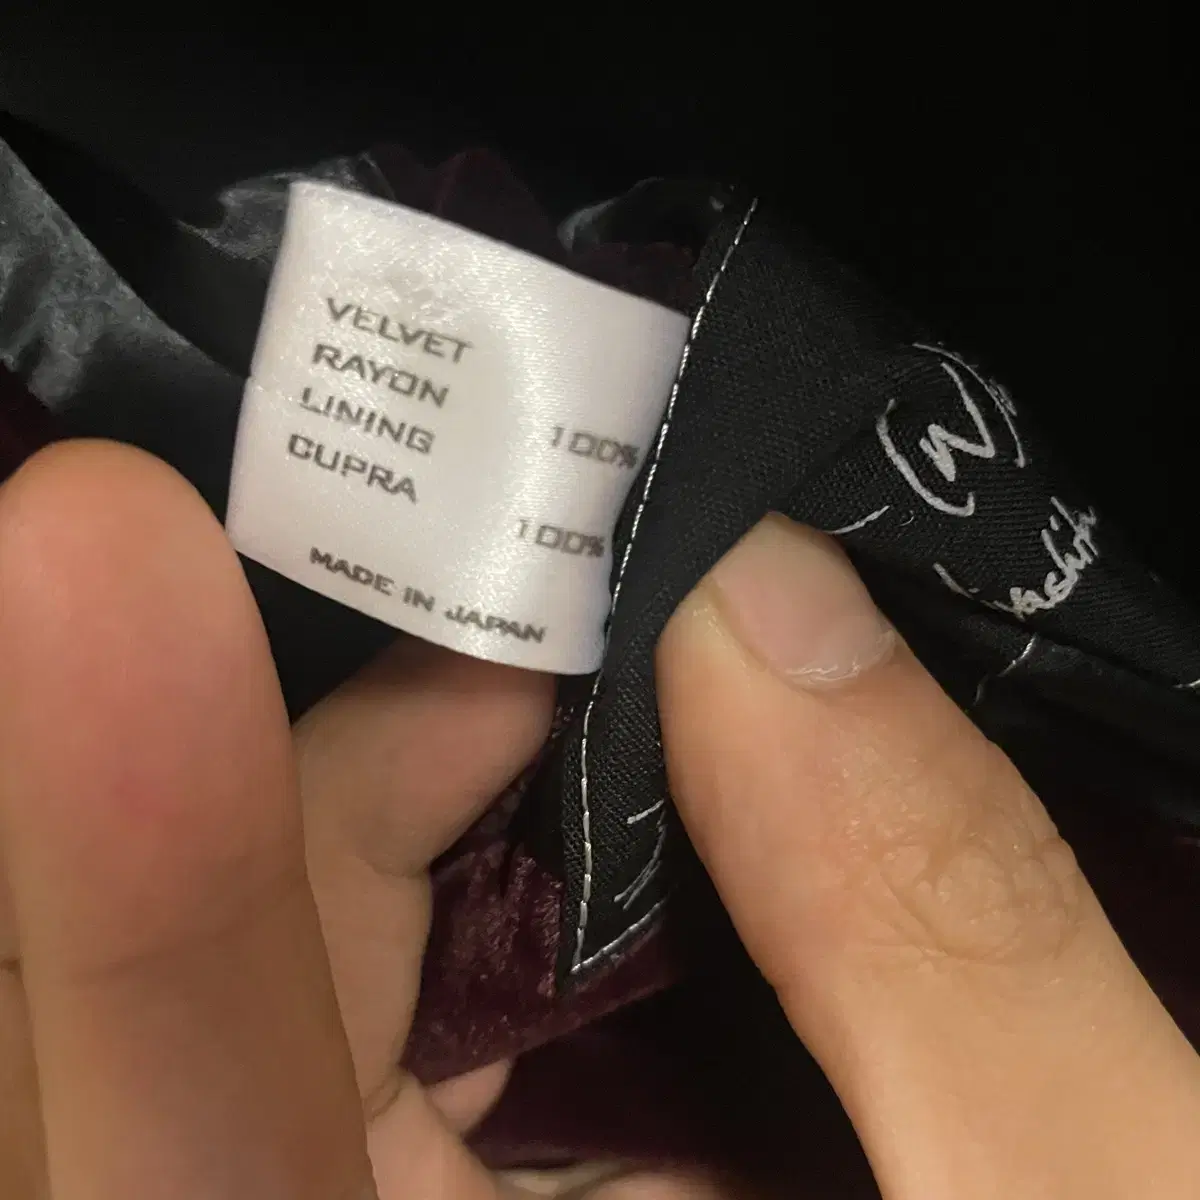 VELVET
RAYON 100%
LINING
CUPRA 100%
MADE IN JAPAN
(N)